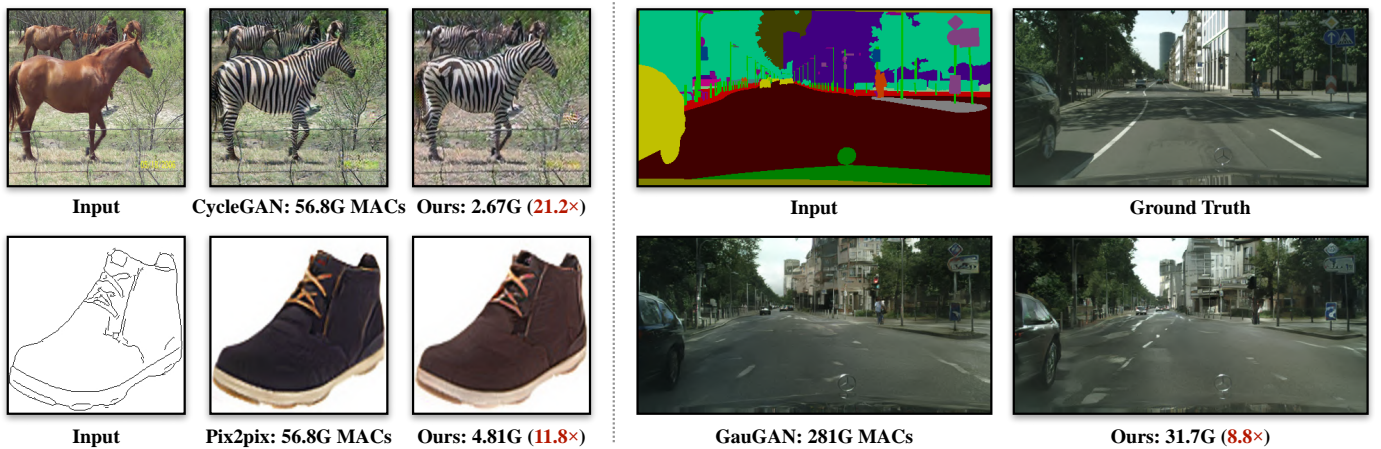 Input
CycleGAN: 56.8G MACs
Ours: 2.67G (21.2×)
Input
Ground Truth
Input
Pix2pix: 56.8G MACs
Ours: 4.81G (11.8×)
GauGAN: 281G MACs
Ours: 31.7G (8.8×)